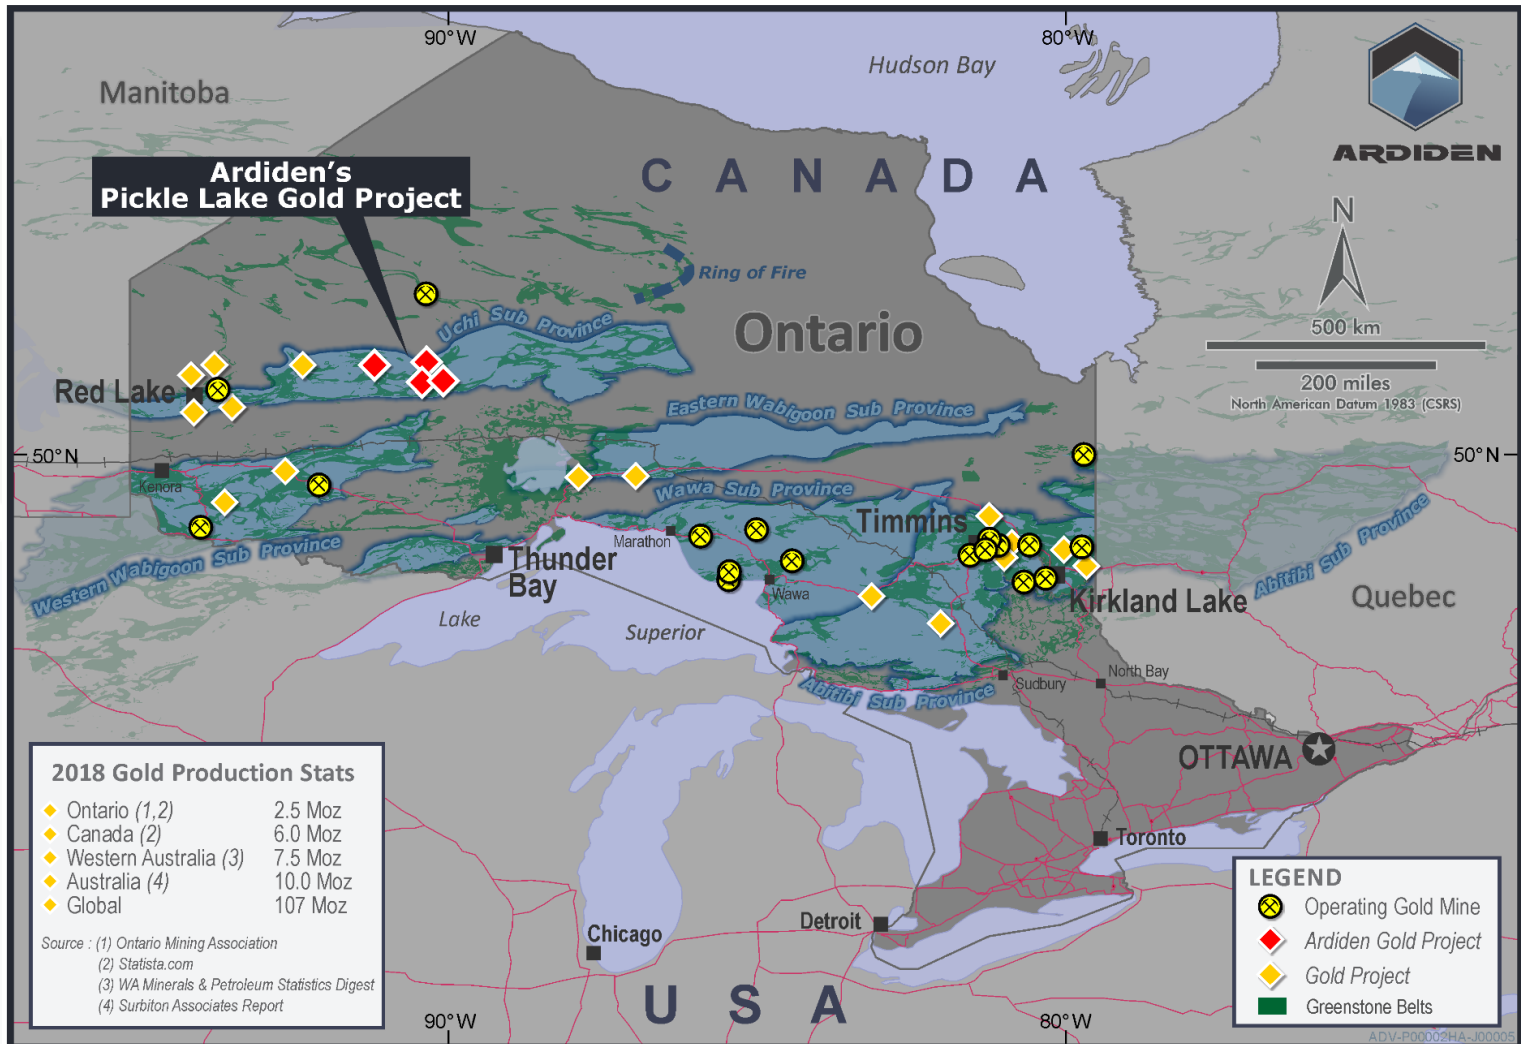 90°W
80°W
Hudson Bay
Manitoba
ARDIDEN
Ardiden's
Pickle Lake Gold Project
C A N A D A
N
Ring of Fire
Uchi Sub Province
Ontario
500 km
200 miles
North American Datum 1983 (CSRS)
Red Lake
Eastern Wabigoon Sub Province
50°N
50°N
Kenora
Wawa Sub Province
Timmins
Marathon
Western Wabigoon Sub Province
Thunder
Bay
Wawa
Abitibi Sub Province
Kirkland Lake
Quebec
Lake
Superior
Abitibi Sub Province
Sudbury
North Bay
OTTAWA
Toronto
Detroit
Chicago
U S A
2018 Gold Production Stats
Ontario (1,2) 2.5 Moz
Canada (2) 6.0 Moz
Western Australia (3) 7.5 Moz
Australia (4) 10.0 Moz
Global 107 Moz
Source : (1) Ontario Mining Association
(2) Statista.com
(3) WA Minerals & Petroleum Statistics Digest
(4) Surbiton Associates Report
LEGEND
Operating Gold Mine
Ardiden Gold Project
Gold Project
Greenstone Belts
90°W
80°W
ADV-P00002HA-J00005